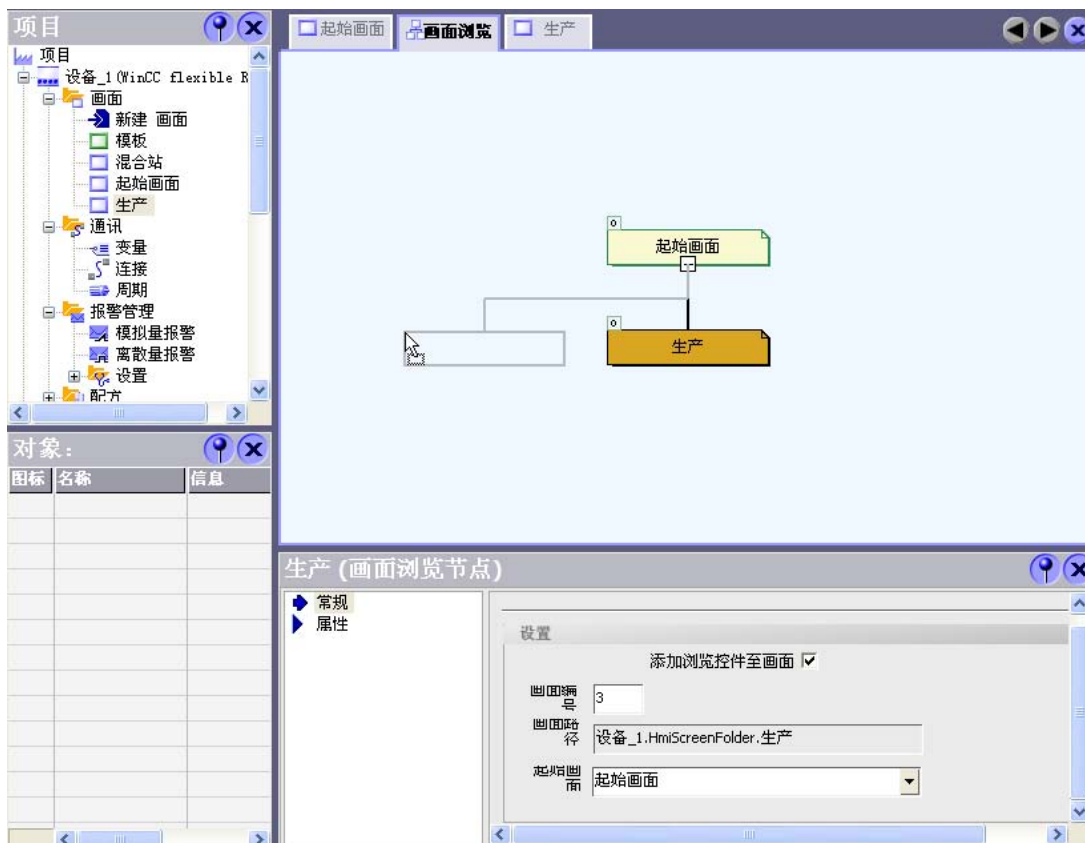 项目
项目
设备_1(WinCC flexible R
画面
新建 画面
模板
混合站
起始画面
生产
通讯
变量
连接
周期
报警管理
模拟量报警
离散量报警
设置
配方
对象:
图标 名称 信息
起始画面 画面浏览 生产
起始画面
生产
生产 (画面浏览节点)
常规
属性
设置
添加浏览控件至画面
画面编号
3
画面路径
设备_1.HmiScreenFolder.生产
起始画面
起始画面